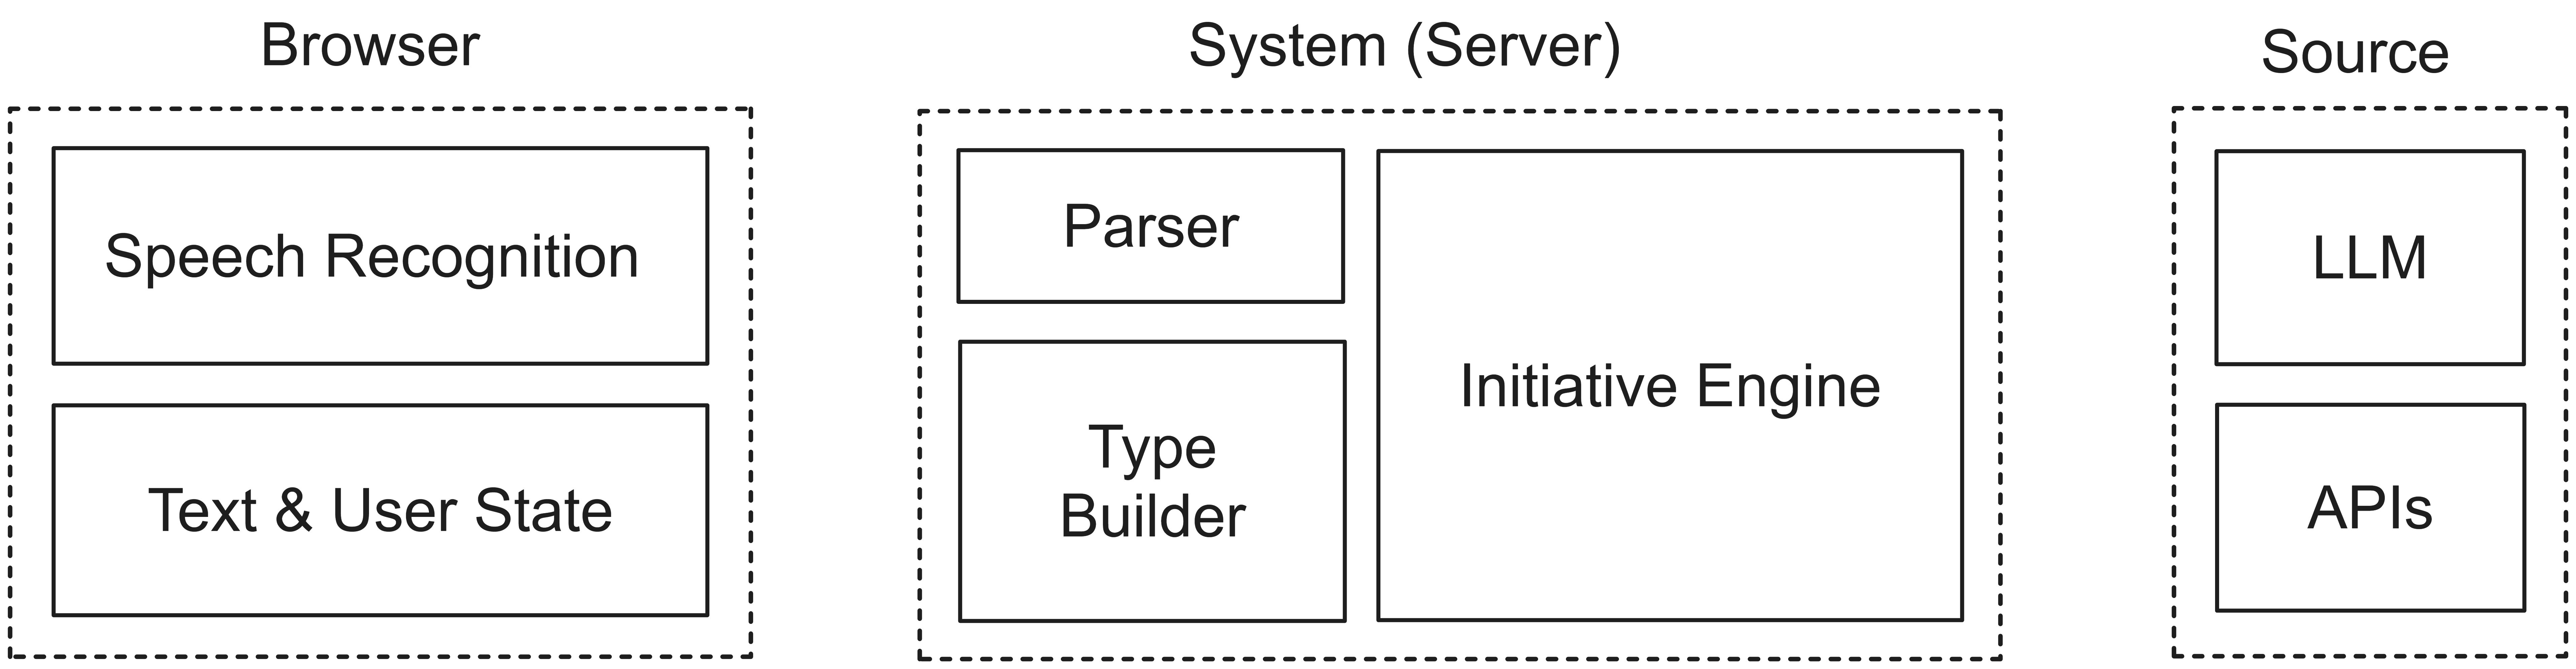 Browser
Speech Recognition
Text & User State
System (Server)
Parser
Type
Builder
Initiative Engine
Source
LLM
APIs